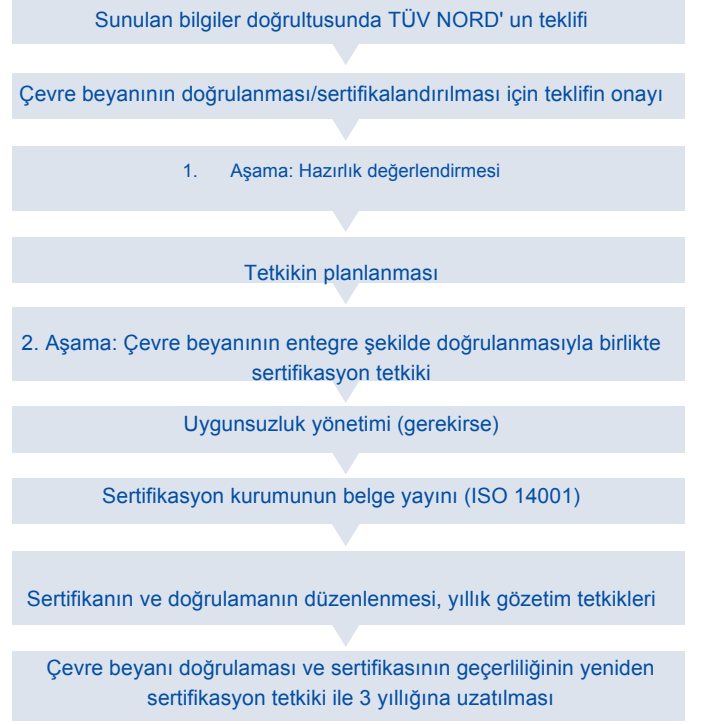 Sunulan bilgiler doğrultusunda TÜV NORD' un teklifi
Çevre beyanının doğrulanması/sertifikalandırılması için teklifin onayı
1. Aşama: Hazırlık değerlendirmesi
Tetkikin planlanması
2. Aşama: Çevre beyanının entegre şekilde doğrulanmasıyla birlikte
sertifikasyon tetkiki
Uygunsuzluk yönetimi (gerekirse)
Sertifikasyon kurumunun belge yayını (ISO 14001)
Sertifikanın ve doğrulamanın düzenlenmesi, yıllık gözetim tetkikleri
Çevre beyanı doğrulaması ve sertifikasının geçerliliğinin yeniden
sertifikasyon tetkiki ile 3 yıllığına uzatılması